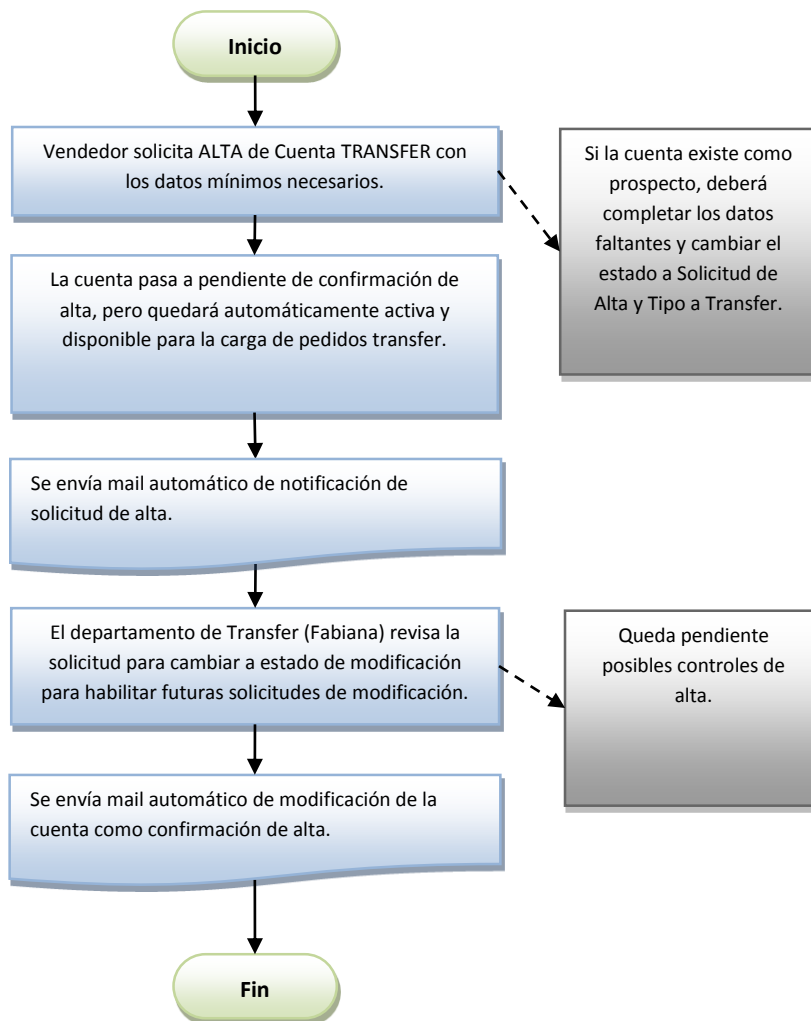 Inicio
Vendedor solicita ALTA de Cuenta TRANSFER con
los datos mínimos necesarios.
Si la cuenta existe como
prospecto, deberá
completar los datos
faltantes y cambiar el
estado a Solicitud de
Alta y Tipo a Transfer.
La cuenta pasa a pendiente de confirmación de
alta, pero quedará automáticamente activa y
disponible para la carga de pedidos transfer.
Se envía mail automático de notificación de
solicitud de alta.
El departamento de Transfer (Fabiana) revisa la
solicitud para cambiar a estado de modificación
para habilitar futuras solicitudes de modificación.
Queda pendiente
posibles controles de
alta.
Se envía mail automático de modificación de la
cuenta como confirmación de alta.
Fin